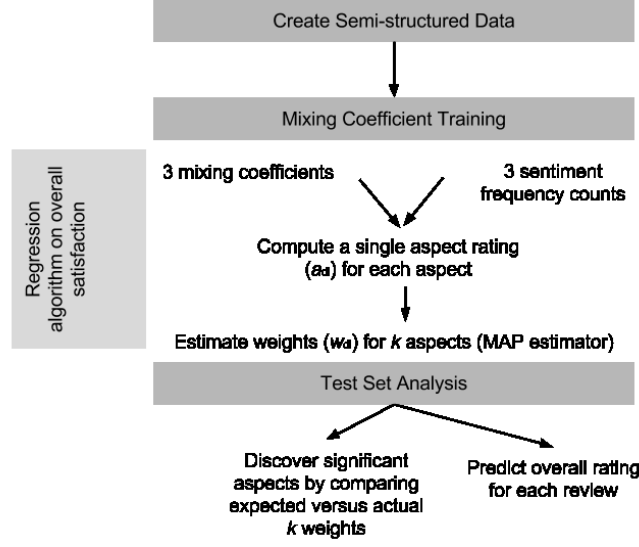 Create Semi-structured Data
Mixing Coefficient Training
Regression
algorithm on overall
satisfaction
3 mixing coefficients
3 sentiment
frequency counts
Compute a single aspect rating
(ad) for each aspect
Estimate weights (wd) for k aspects (MAP estimator)
Test Set Analysis
Discover significant
aspects by comparing
expected versus actual
k weights
Predict overall rating
for each review